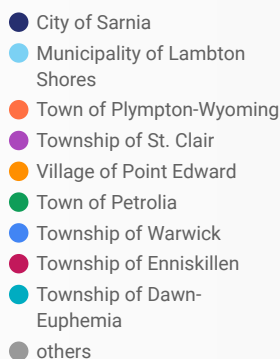 City of Sarnia
Municipality of Lambton
Shores
Town of Plympton-Wyoming
Township of St. Clair
Village of Point Edward
Town of Petrolia
Township of Warwick
Township of Enniskillen
Township of Dawn-
Euphemia
others